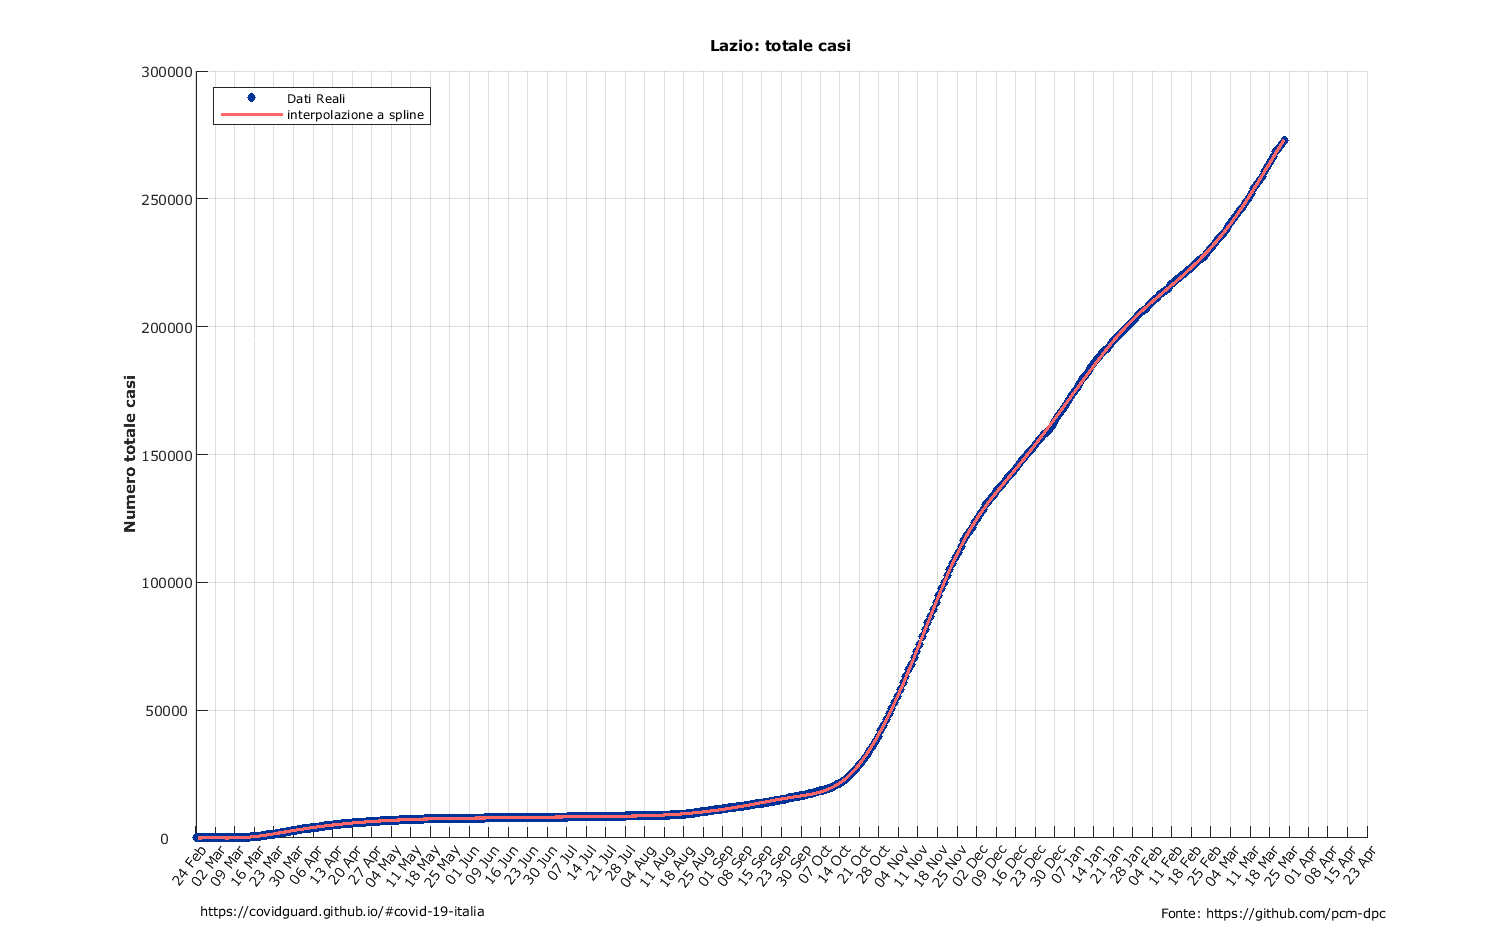 Lazio: totale casi
Dati Reali
interpolazione a spline
Numero totale casi
300000
250000
200000
150000
100000
50000
0
24 Feb
02 Mar
09 Mar
16 Mar
23 Mar
30 Mar
06 Apr
13 Apr
20 Apr
27 Apr
04 May
11 May
18 May
25 May
01 Jun
09 Jun
16 Jun
23 Jun
30 Jun
07 Jul
14 Jul
21 Jul
28 Jul
04 Aug
11 Aug
18 Aug
25 Aug
01 Sep
08 Sep
15 Sep
23 Sep
30 Sep
07 Oct
14 Oct
21 Oct
28 Oct
04 Nov
11 Nov
18 Nov
25 Nov
02 Dec
09 Dec
16 Dec
23 Dec
30 Dec
07 Jan
14 Jan
21 Jan
28 Jan
04 Feb
11 Feb
18 Feb
25 Feb
04 Mar
11 Mar
18 Mar
25 Mar
01 Apr
08 Apr
15 Apr
23 Apr
https://covidguard.github.io/#covid-19-italia
Fonte: https://github.com/pcm-dpc